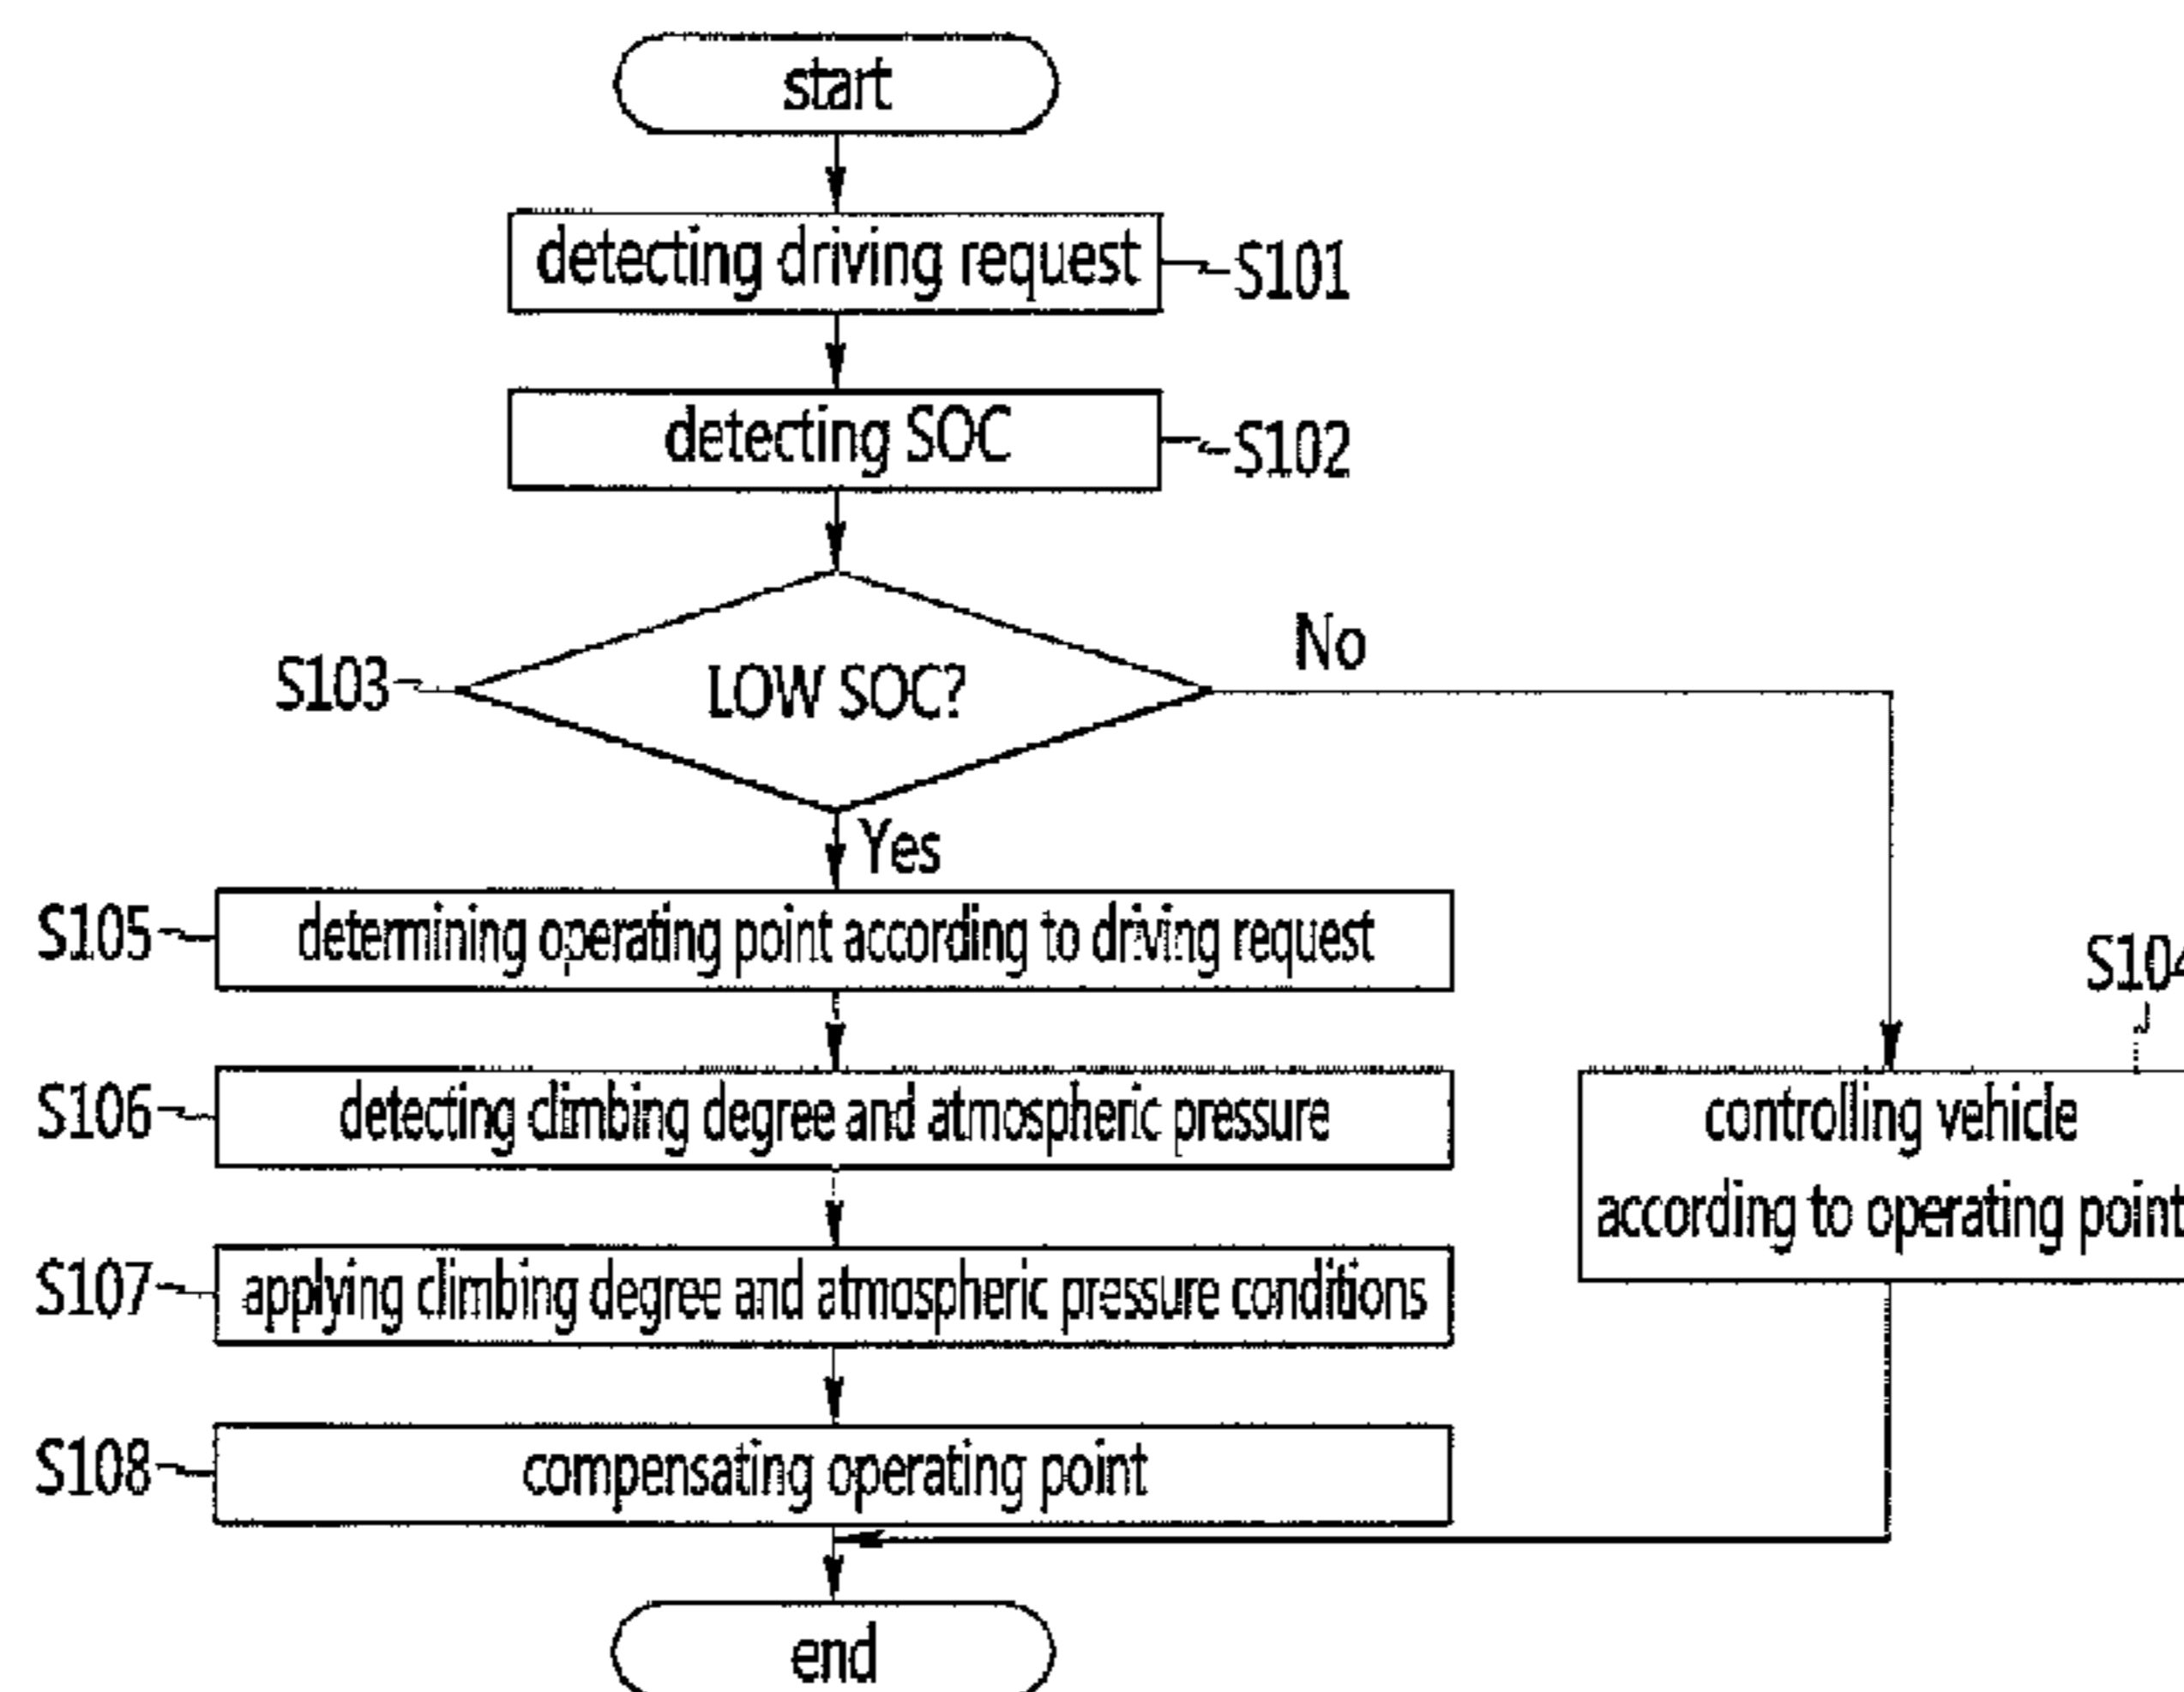 start
detecting driving request
S101
detecting SOC
S102
LOW SOC?
S103
No
Yes
determining operating point according to driving request
S105
S104
detecting climbing degree and atmospheric pressure
S106
controlling vehicle
according to operating point
applying climbing degree and atmospheric pressure conditions
S107
compensating operating point
S108
end